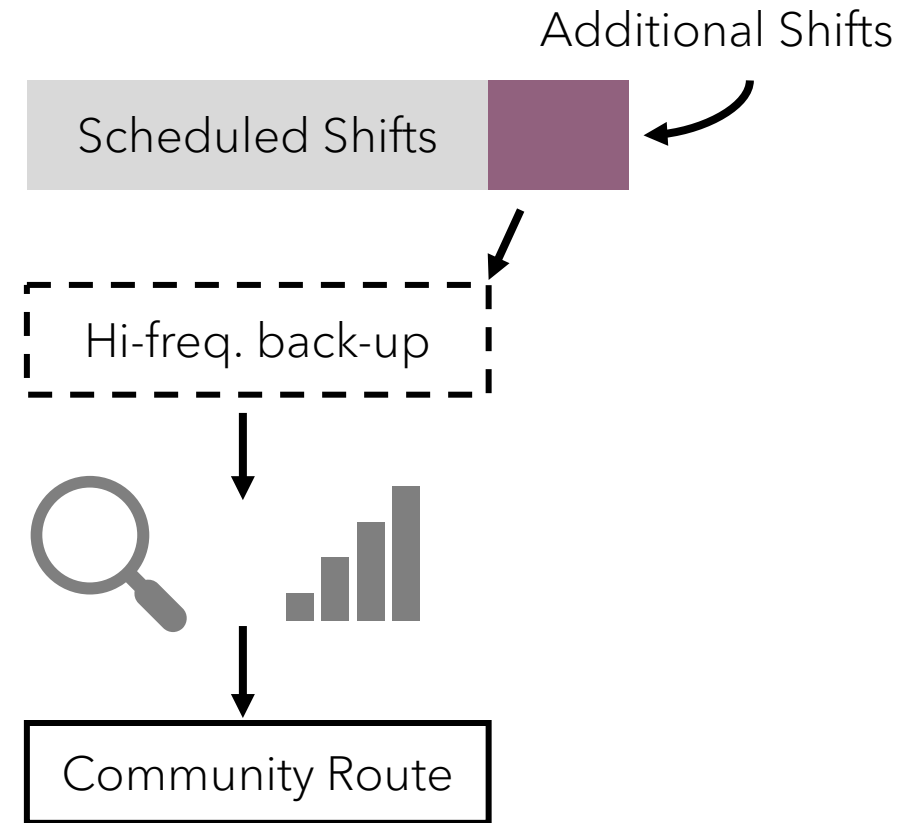 Additional Shifts
Scheduled Shifts
Hi-freq. back-up
Community Route